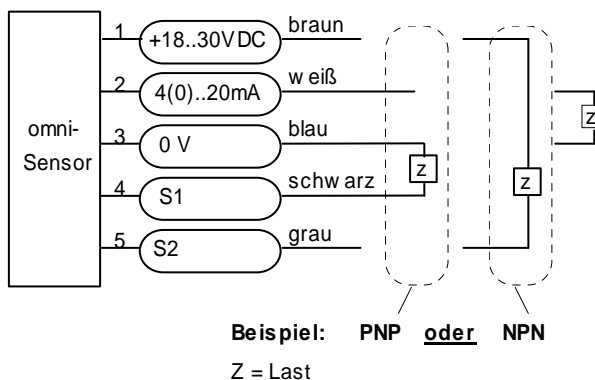 1 +18..30VDC braun
2 4(0)..20mA weiß
Z
omni-
Sensor
3 0 V blau
Z
Z
4 S1 schwarz
5 S2 grau
Beispiel: PNP oder NPN
Z = Last